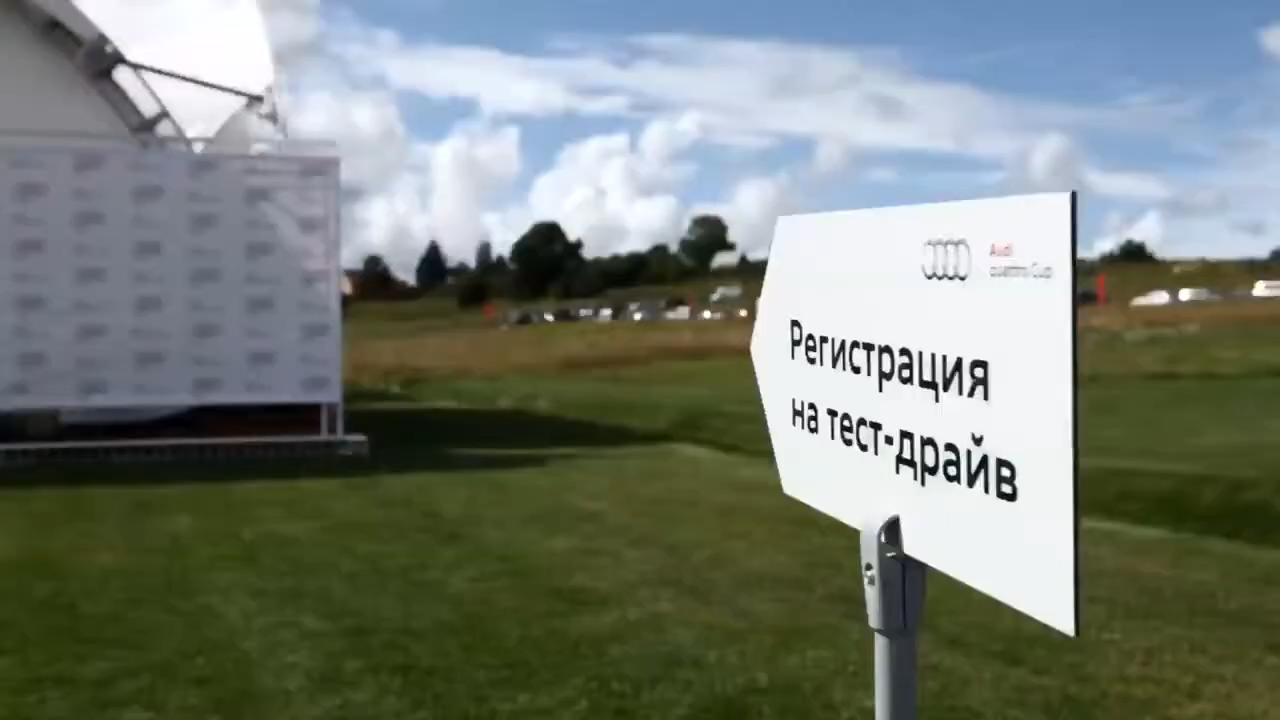 Audi
quattro Cup
Регистрация
на тест-драйв